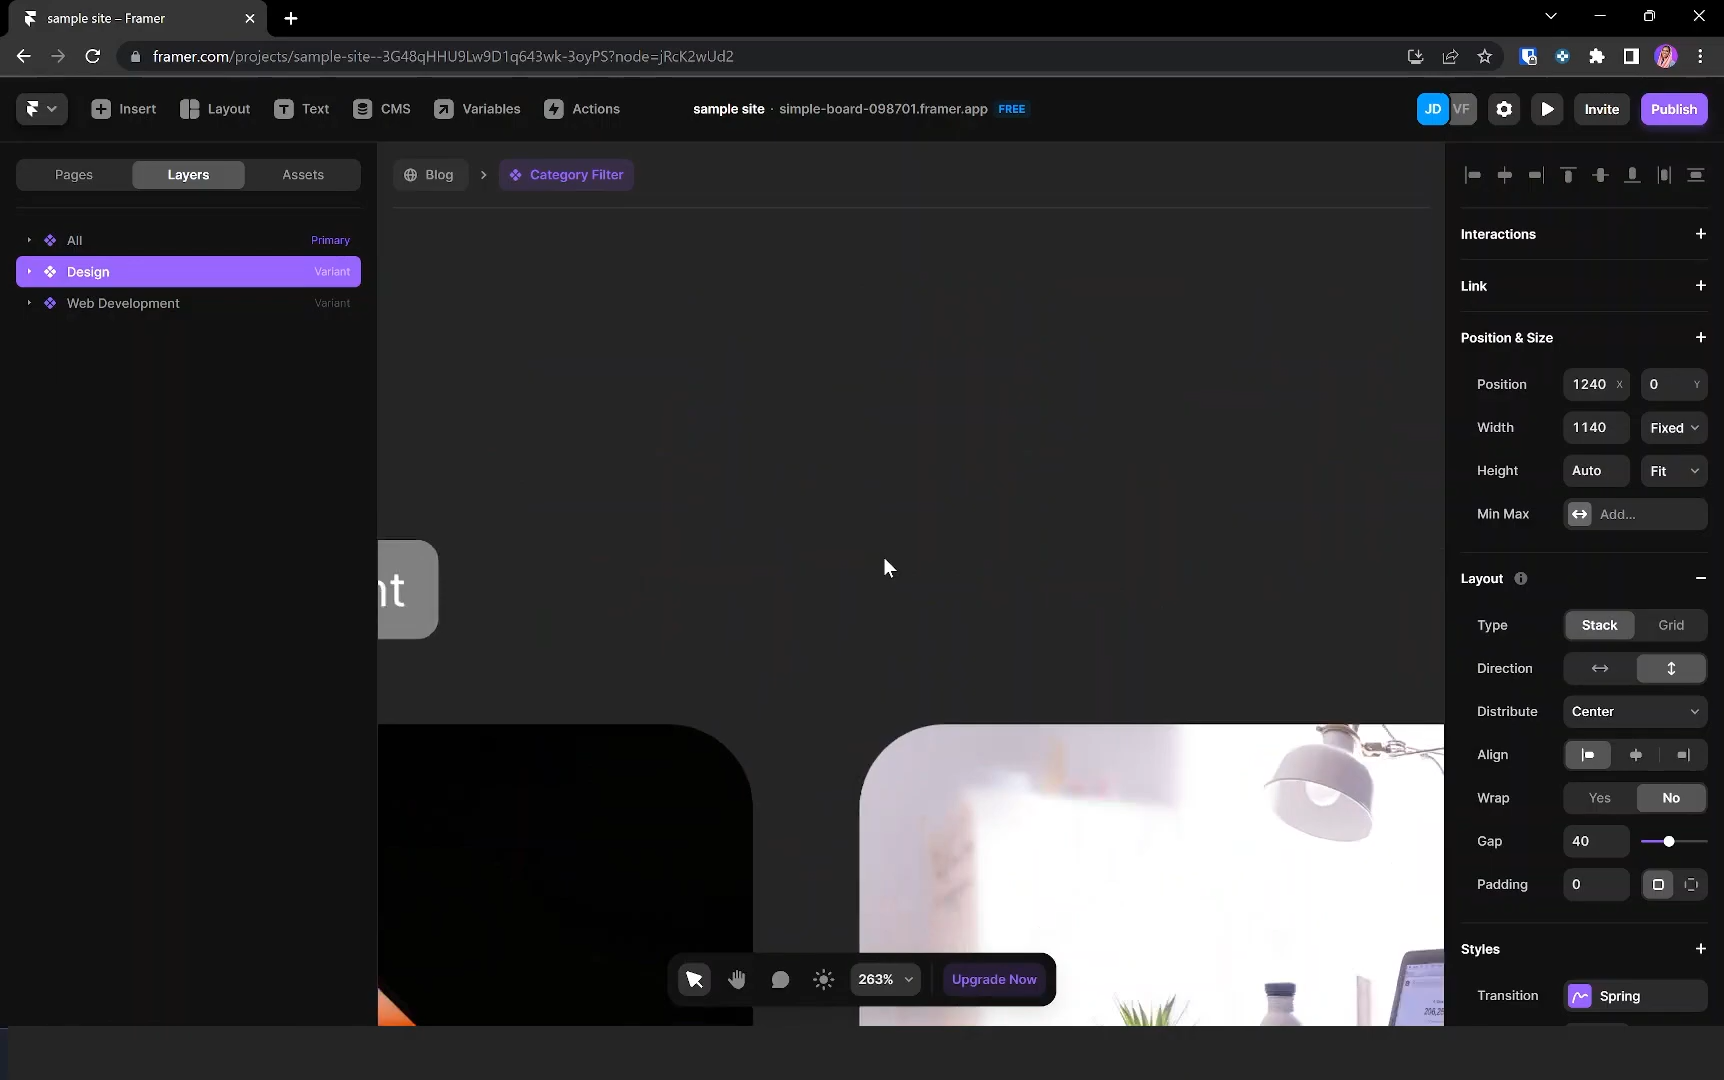 sample site – Framer
framer.com/projects/sample-site--3G48qHHU9Lw9D1q643wk-3oyPS?node=jRcK2wUd2
Insert Layout Text CMS Variables Actions
sample site · simple-board-098701.framer.app FREE
JD VF Invite Publish
Pages Layers Assets
Blog Category Filter
All Primary
Design Variant
Web Development Variant
nt
Interactions
Link
Position & Size
Position 1240 X 0 Y
Width 1140 Fixed
Height Auto Fit
Min Max Add...
Layout
Type Stack Grid
Direction
Distribute Center
Align
Wrap Yes No
Gap 40
Padding 0
Styles
Transition Spring
263% Upgrade Now